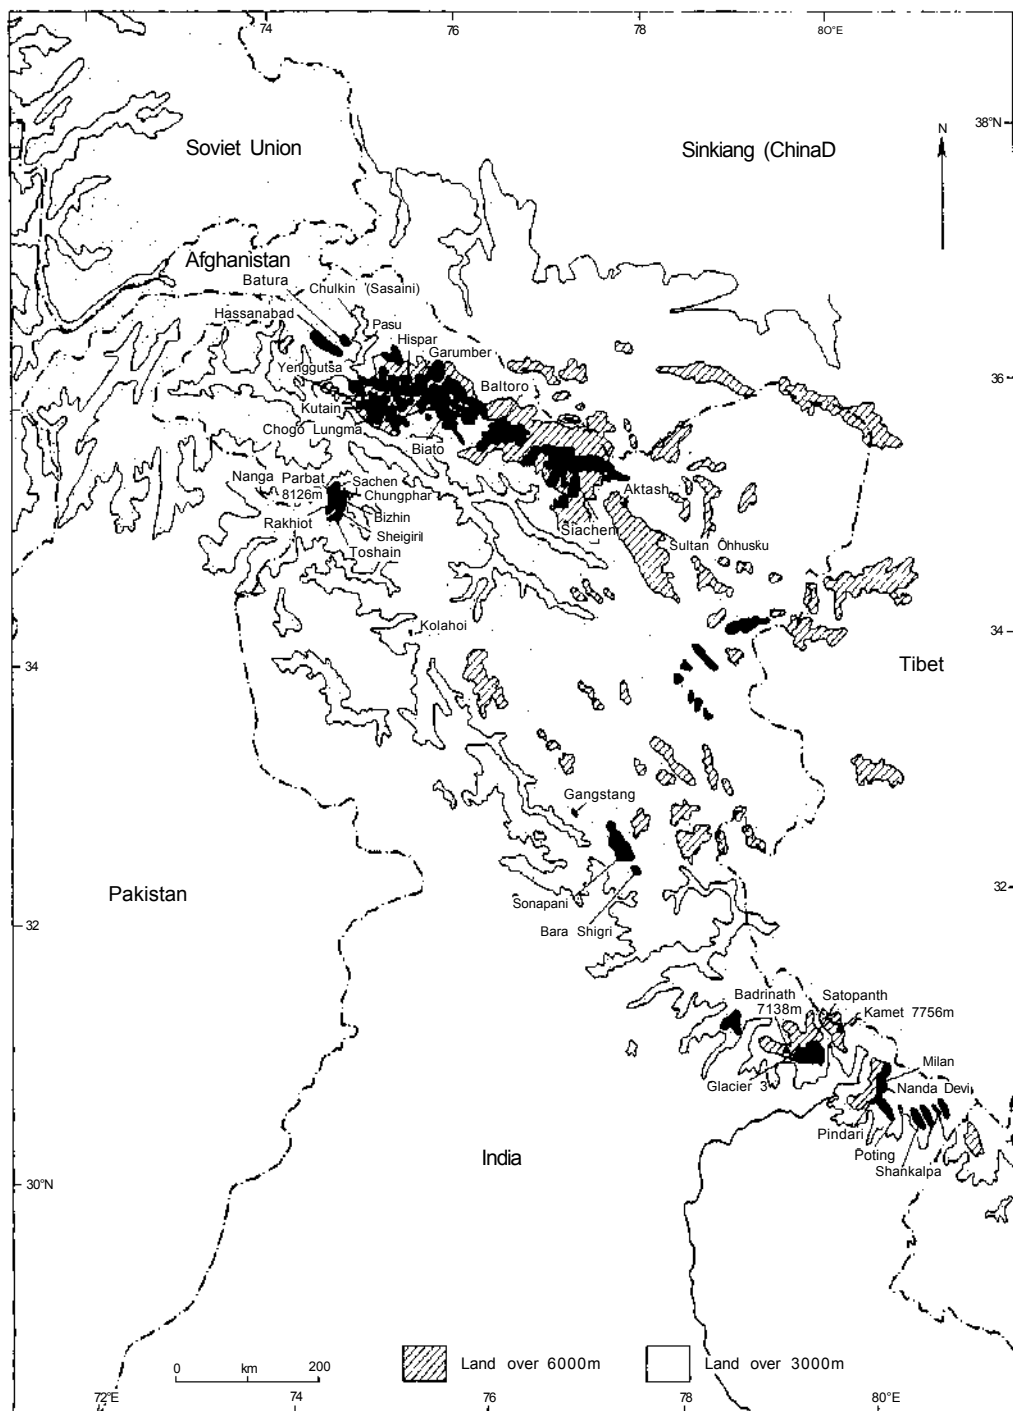 74
76
78
80°E
38°N
N
Soviet Union
Sinkiang (ChinaD
Afghanistan
Batura
Chulkin (Sasaini)
Hassanabad
Pasu
Hispar
Garumber
Yenggutsa
Baltoro
36
Kutain
Chogo Lungma
Biato
Nanga Parbat
8126m
Sachen
Chungphar
Aktash
Rakhiot
Bizhin
Sheigiril
Siachen
Toshain
Sultan Ohhusku
Kolahoi
34
34
Tibet
Gangstang
Pakistan
32
Sonapani
32
Bara Shigri
Badrinath
7138m
Satopanth
Kamet 7756m
Milan
Glacier 3
Nanda Devi
Pindari
Poting
India
Shankalpa
30°N
0
km
200
Land over 6000m
Land over 3000m
72°E
74
76
78
80°E